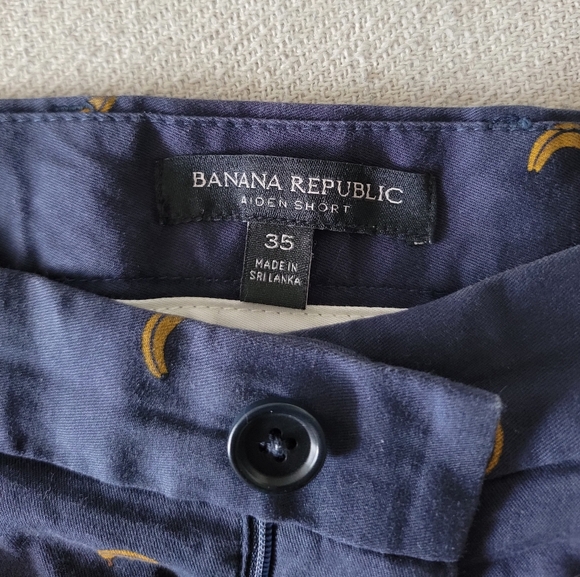 BANANA REPUBLIC
AIDEN SHORT
35
MADE IN
SRI LANKA